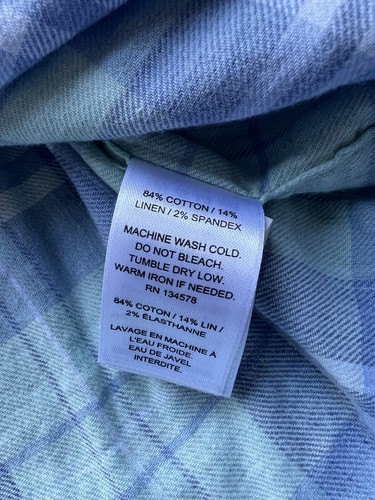 84% COTTON / 14%
LINEN / 2% SPANDEX
MACHINE WASH COLD.
DO NOT BLEACH.
TUMBLE DRY LOW.
WARM IRON IF NEEDED.
RN 134578
84% COTON / 14% LIN /
2% ÉLASTHANNE
LAVAGE EN MACHINE À
L'EAU FROIDE.
EAU DE JAVEL
INTERDITE.